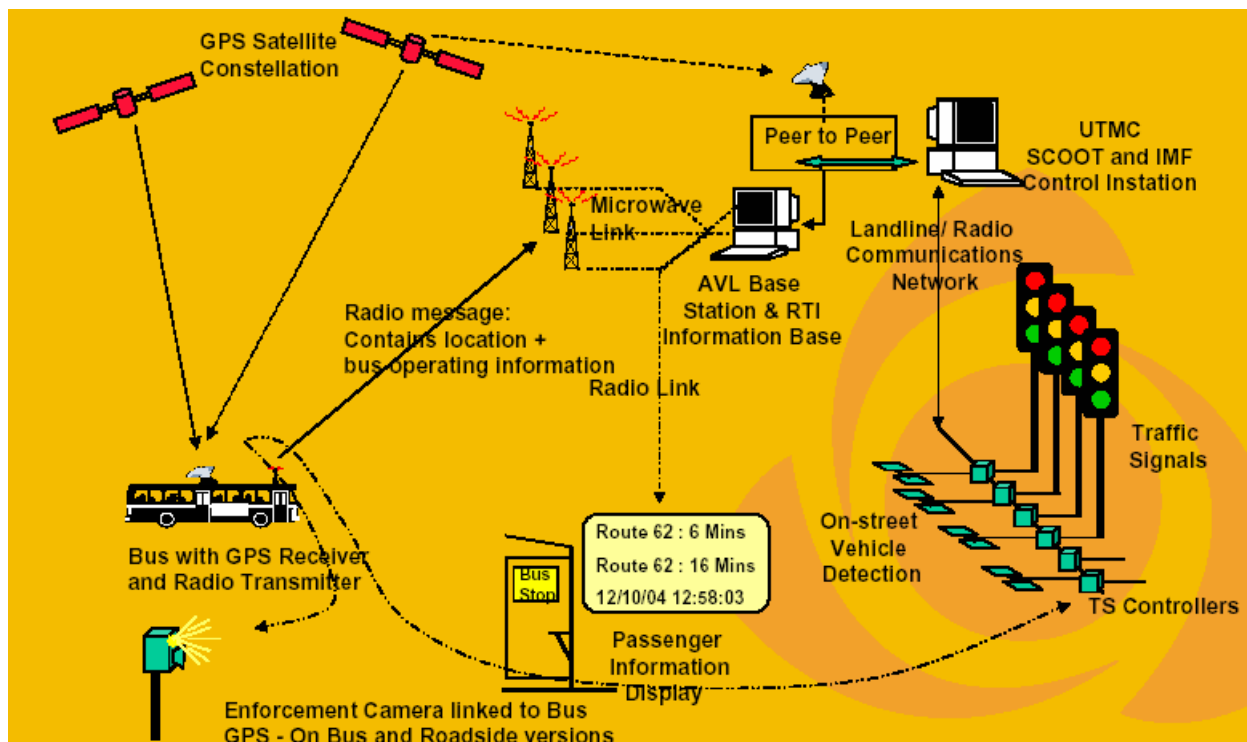 GPS Satellite
Constellation
Peer to Peer
UTMC
SCOOT and IMF
Control Instation
Microwave
Link
Landline/ Radio
Communications
Network
AVL Base
Station & RTI
Information Base
Radio message:
Contains location +
bus operating information
Radio Link
Traffic
Signals
Route 62 : 6 Mins
Route 62 : 16 Mins
12/10/04 12:58:03
Bus
Stop
On-street
Vehicle
Detection
Bus with GPS Receiver
and Radio Transmitter
TS Controllers
Passenger
Information
Display
Enforcement Camera linked to Bus
GPS - On Bus and Roadside versions